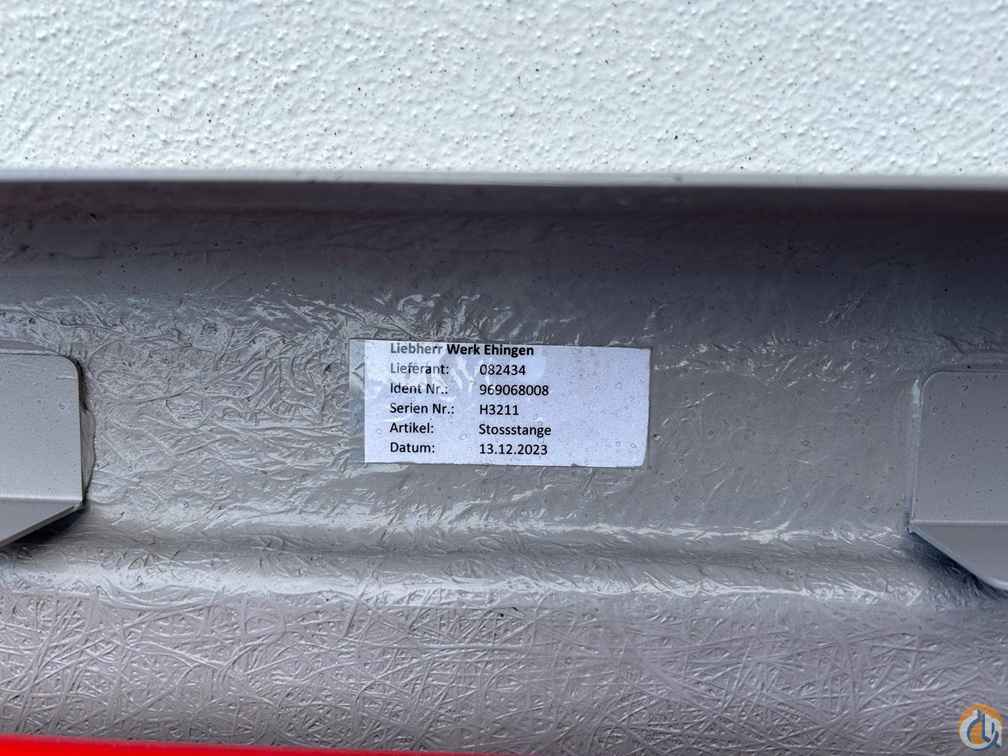 Liebherr Werk Ehingen
Lieferant: 082434
Ident Nr.: 969068008
Serien Nr.: H3211
Artikel: Stossstange
Datum: 13.12.2023